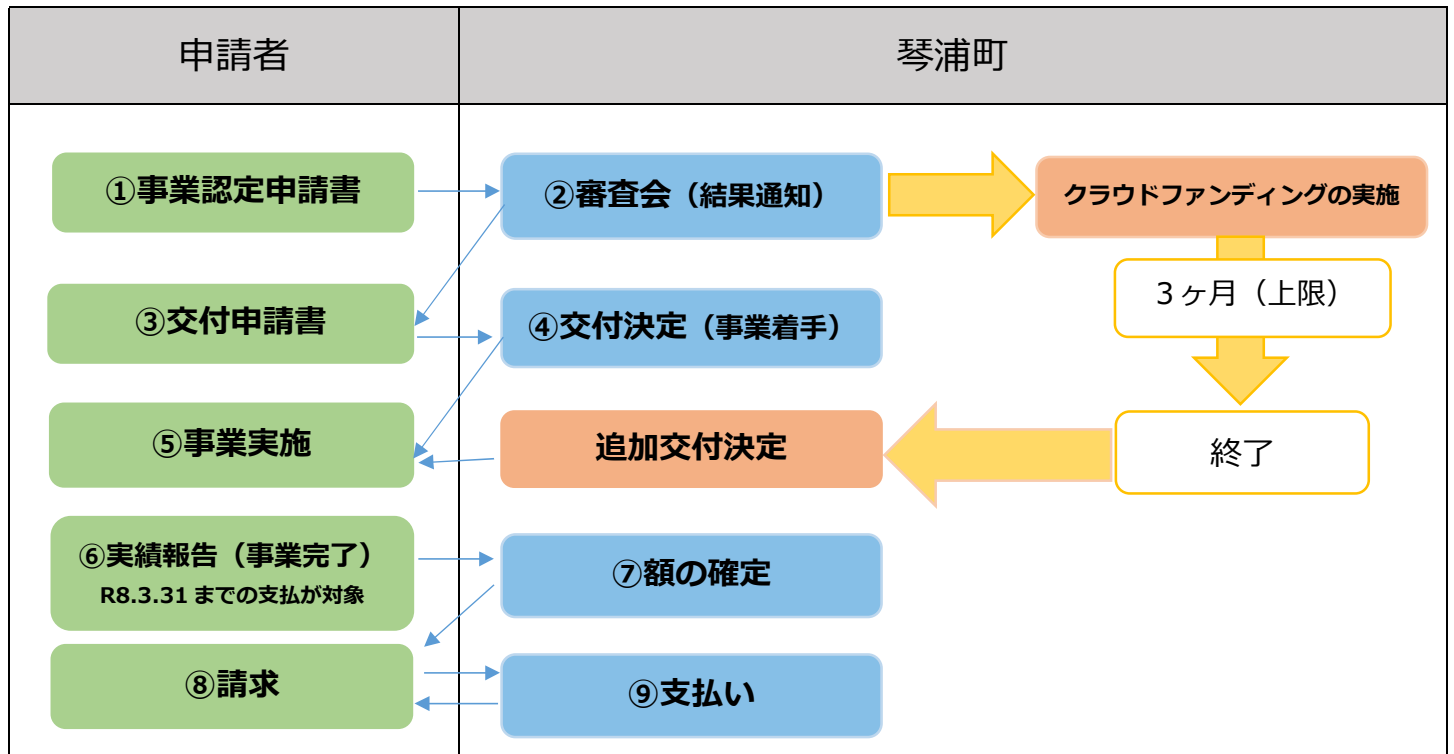 申請者
琴浦町
①事業認定申請書
②審査会（結果通知）
クラウドファンディングの実施
３ヶ月（上限）
③交付申請書
④交付決定（事業着手）
⑤事業実施
追加交付決定
終了
⑥実績報告（事業完了）
R8.3.31 までの支払が対象
⑦額の確定
⑧請求
⑨支払い